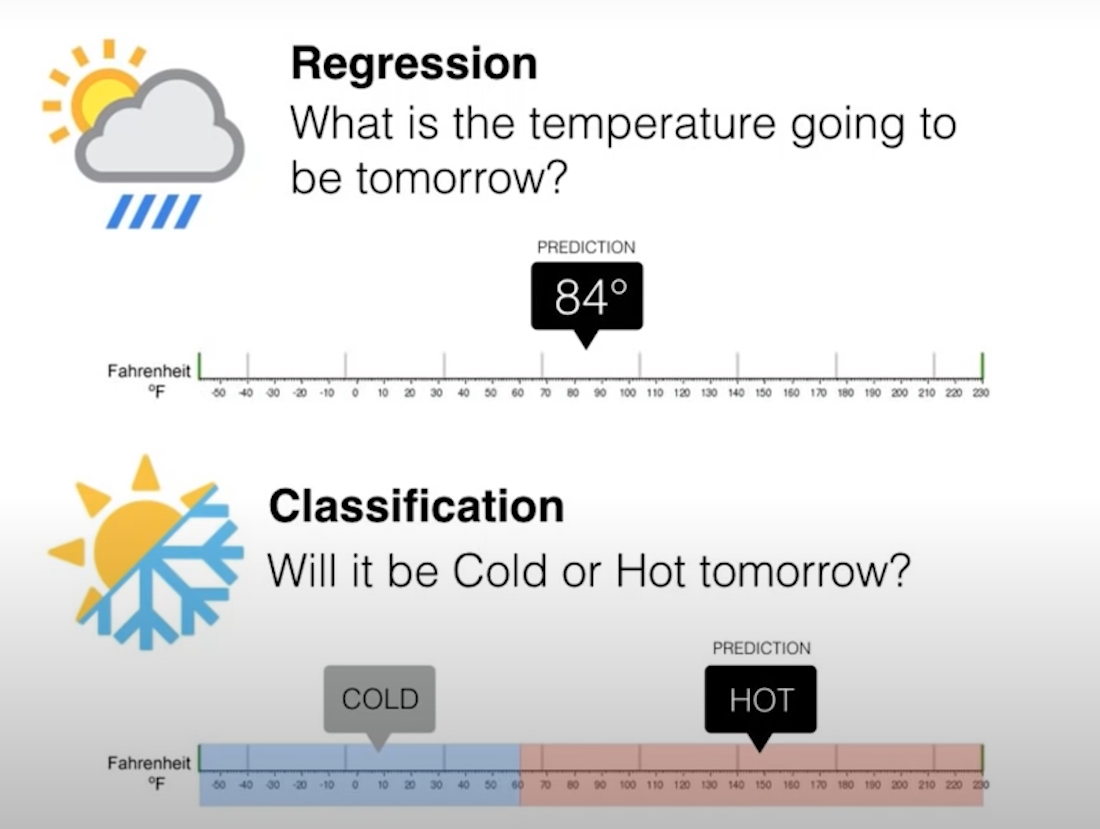 Regression
What is the temperature going to
be tomorrow?
PREDICTION
84°
Fahrenheit
°F
-50 -40 -30 -20 -10 0 10 20 30 40 50 60 70 80 90 100 110 120 130 140 150 160 170 180 190 200 210 220 230
Classification
Will it be Cold or Hot tomorrow?
PREDICTION
COLD
HOT
Fahrenheit
°F
-50 -40 -30 -20 -10 0 10 20 30 40 50 60 70 80 90 100 110 120 130 140 150 160 170 180 190 200 210 220 230